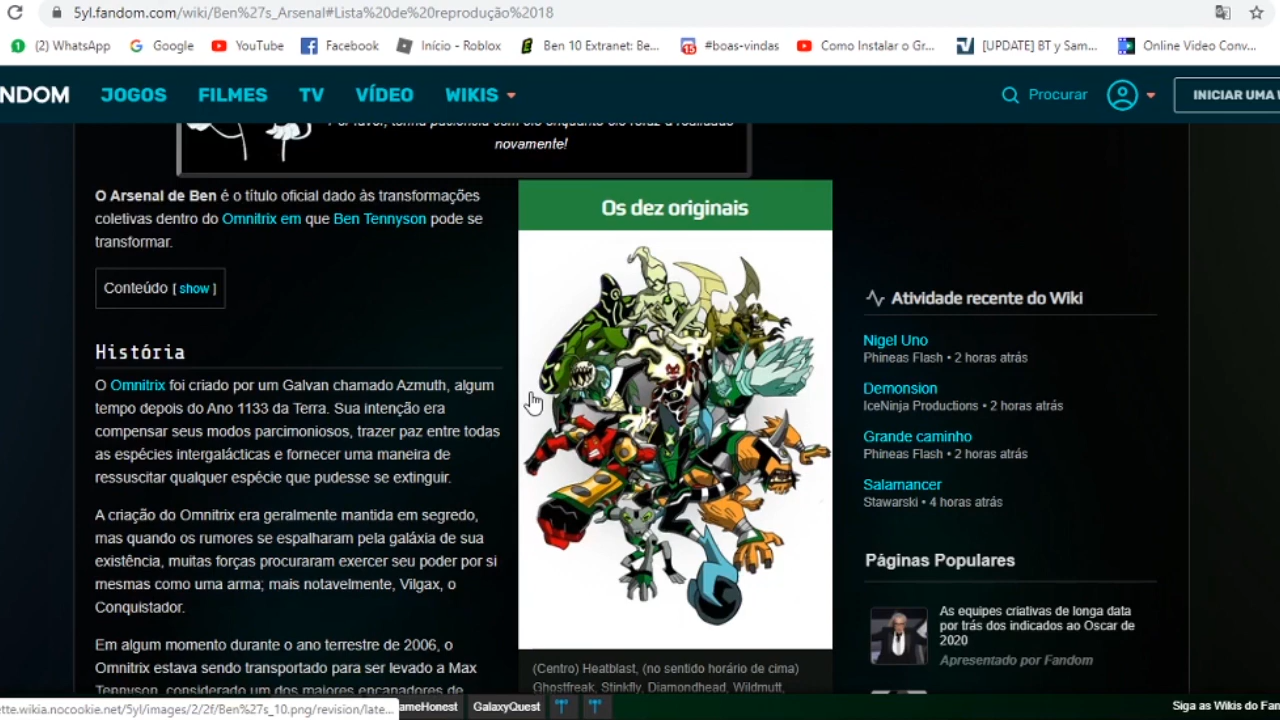 5yl.fandom.com/wiki/Ben%27s_Arsenal#Lista%20de%20reprodução%2018
(2) WhatsApp
Google
YouTube
Facebook
Início - Roblox
Ben 10 Extranet: Be...
15
#boas-vindas
Como Instalar o Gr...
[UPDATE] BT y Sam...
Online Video Conv...
NDOM
JOGOS
FILMES
TV
VÍDEO
WIKIS
Procurar
INICIAR UMA
novamente!
O Arsenal de Ben é o título oficial dado às transformações
coletivas dentro do Omnitrix em que Ben Tennyson pode se
transformar.
Conteúdo [ show ]
História
O Omnitrix foi criado por um Galvan chamado Azmuth, algum
tempo depois do Ano 1133 da Terra. Sua intenção era
compensar seus modos parcimoniosos, trazer paz entre todas
as espécies intergalácticas e fornecer uma maneira de
ressuscitar qualquer espécie que pudesse se extinguir.
A criação do Omnitrix era geralmente mantida em segredo,
mas quando os rumores se espalharam pela galáxia de sua
existência, muitas forças procuraram exercer seu poder por si
mesmas como uma arma; mais notavelmente, Vilgax, o
Conquistador.
Em algum momento durante o ano terrestre de 2006, o
Omnitrix estava sendo transportado para ser levado a Max
Tennyson, considerado um dos maiores encanadores de
Os dez originais
(Centro) Heatblast, (no sentido horário de cima)
Ghostfreak, Stinkfly, Diamondhead, Wildmutt,
Atividade recente do Wiki
Nigel Uno
Phineas Flash • 2 horas atrás
Demonsion
IceNinja Productions • 2 horas atrás
Grande caminho
Phineas Flash • 2 horas atrás
Salamancer
Stawarski • 4 horas atrás
Páginas Populares
As equipes criativas de longa data
por trás dos indicados ao Oscar de
2020
Apresentado por Fandom
ette.wikia.nocookie.net/5yl/images/2/2f/Ben%27s_10.png/revision/late...
ameHonest
GalaxyQuest
Siga as Wikis do Fan